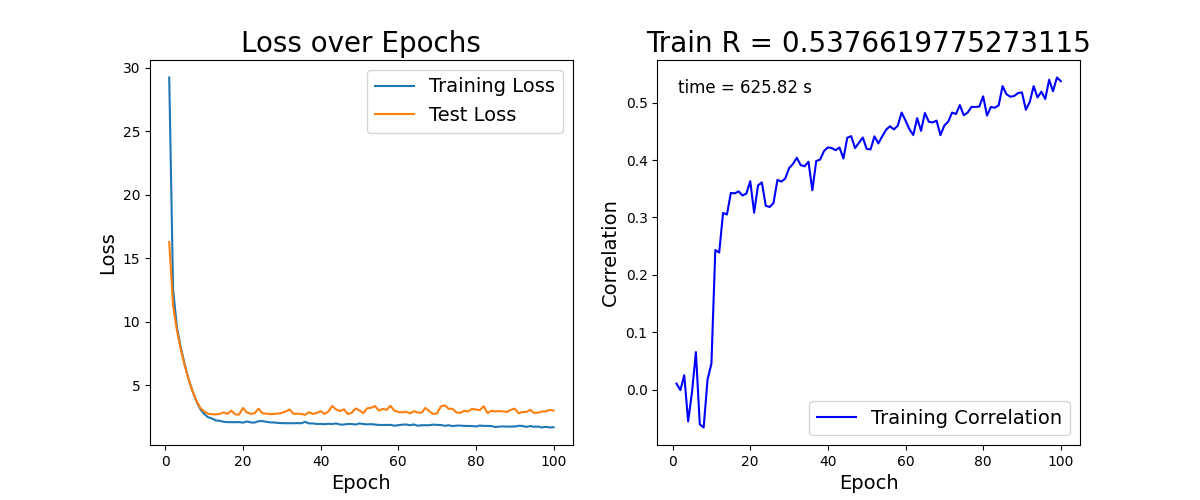 Loss over Epochs
Training Loss
Test Loss
30
25
20
15
10
5
Loss
0 20 40 60 80 100
Epoch
Train R = 0.5376619775273115
time = 625.82 s
0.5
0.4
0.3
0.2
0.1
0.0
Correlation
Training Correlation
0 20 40 60 80 100
Epoch